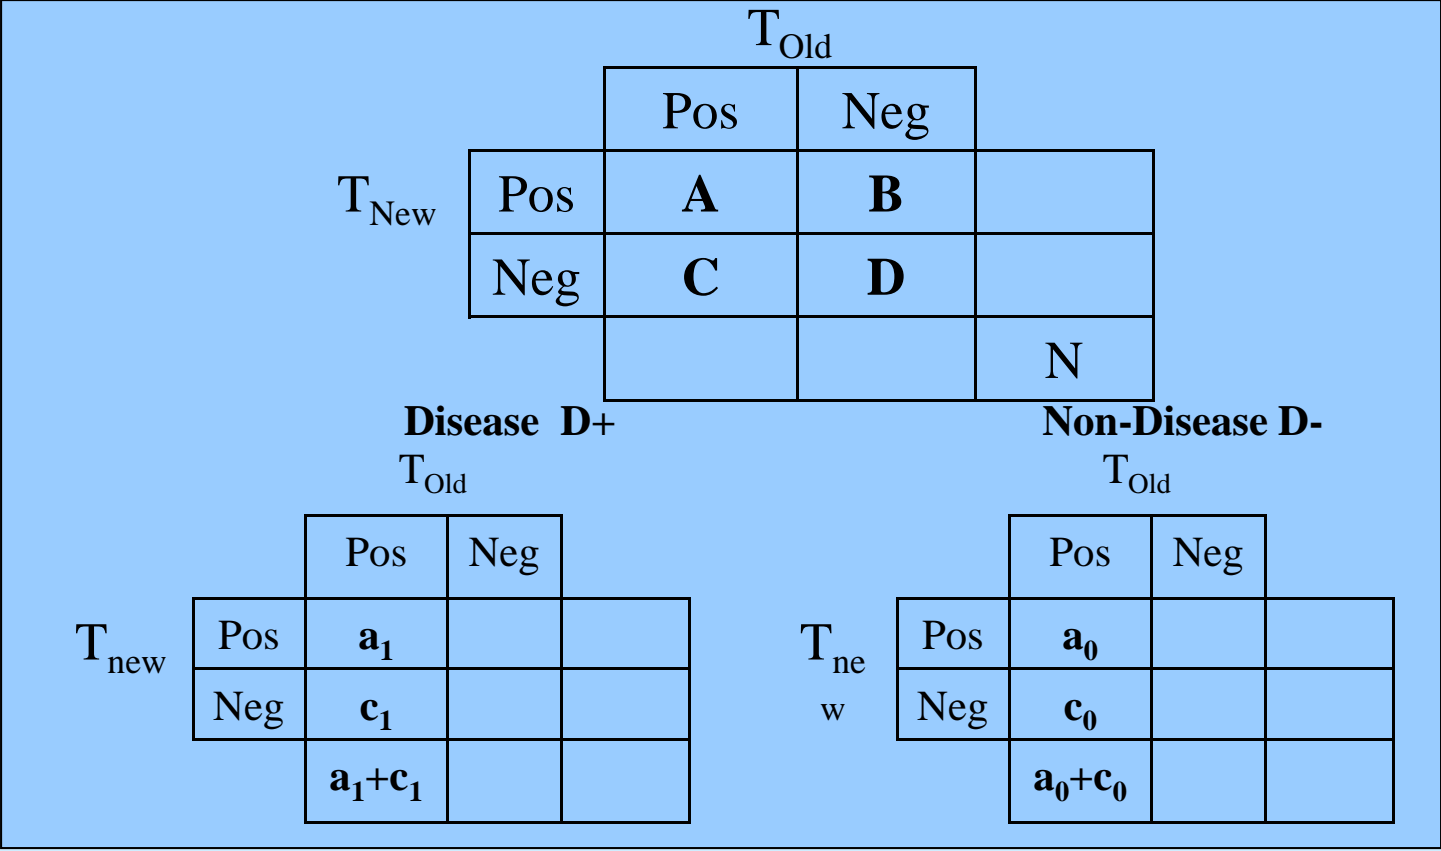 T_Old
Pos Neg
T_New Pos A B
Neg C D
N
Disease D+ Non-Disease D-
T_Old T_Old
Pos Neg Pos Neg
T_new Pos a_1 T_ne Pos a_0
Neg c_1 w Neg c_0
a_1+c_1 a_0+c_0